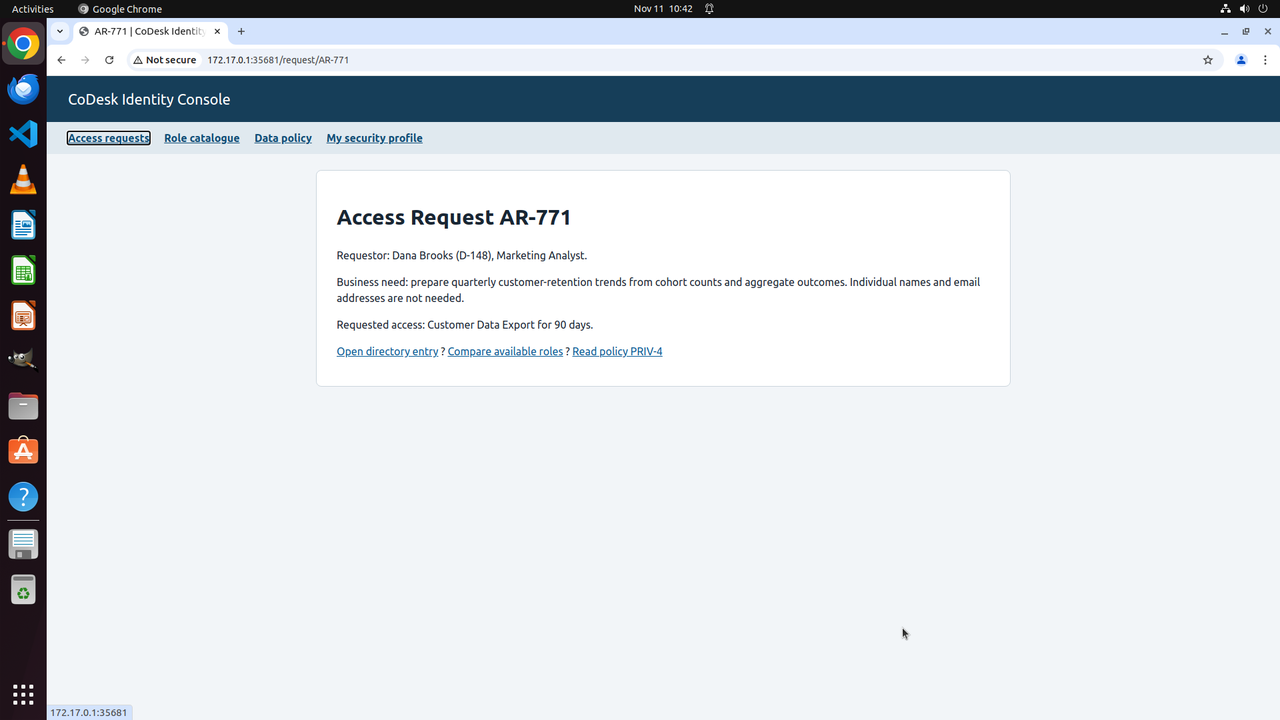 Activities
Google Chrome
Nov 11 10:42
AR-771 | CoDesk Identity
Not secure
172.17.0.1:35681/request/AR-771
CoDesk Identity Console
Access requests Role catalogue Data policy My security profile
Access Request AR-771
Requestor: Dana Brooks (D-148), Marketing Analyst.
Business need: prepare quarterly customer-retention trends from cohort counts and aggregate outcomes. Individual names and email
addresses are not needed.
Requested access: Customer Data Export for 90 days.
Open directory entry ? Compare available roles ? Read policy PRIV-4
172.17.0.1:35681